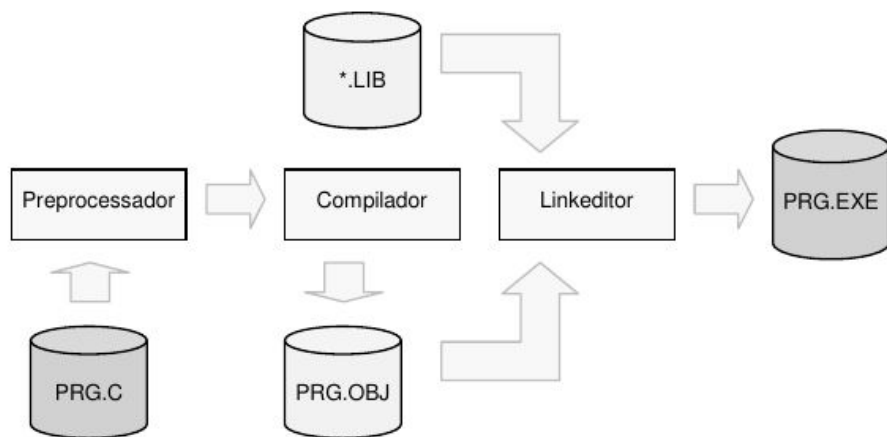 *.LIB
Preprocessador
Compilador
Linkeditor
PRG.EXE
PRG.C
PRG.OBJ